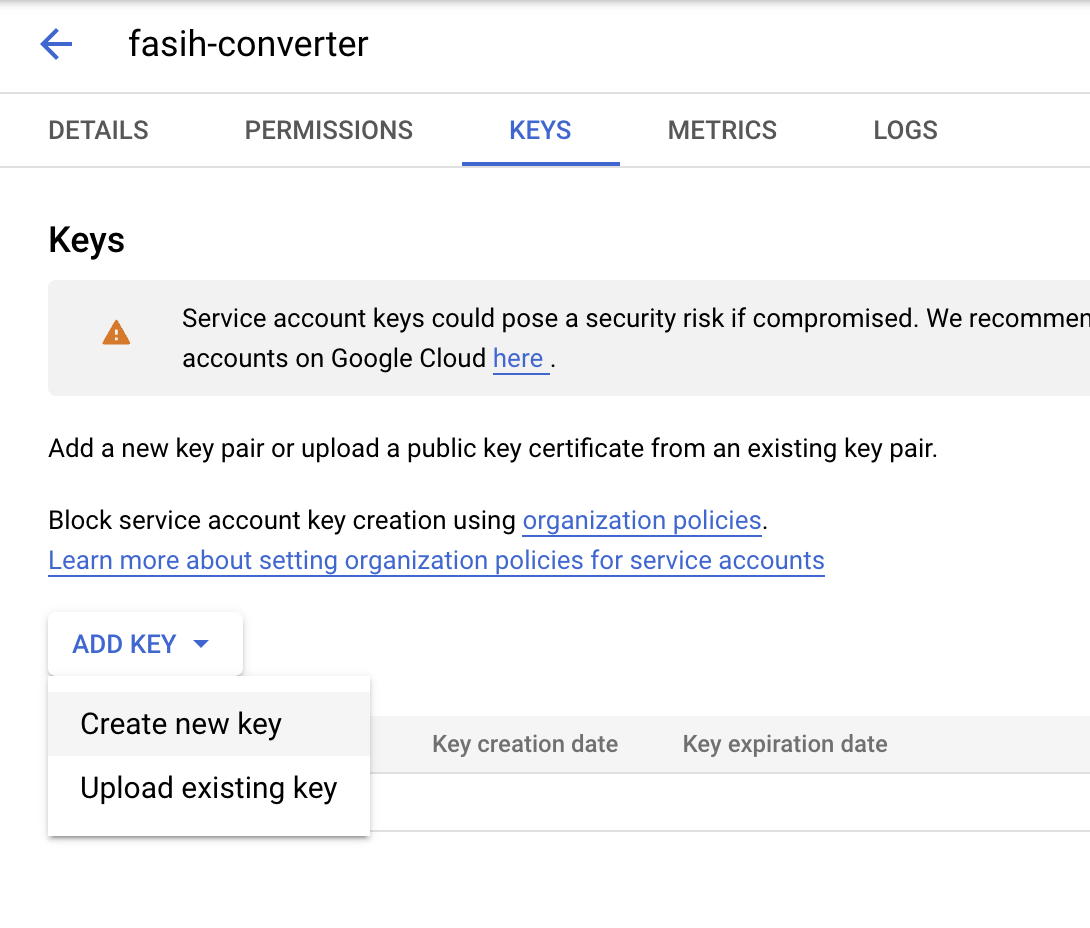 fasih-converter
DETAILS PERMISSIONS KEYS METRICS LOGS
Keys
Service account keys could pose a security risk if compromised. We
accounts on Google Cloud here .
Add a new key pair or upload a public key certificate from an existing key pair.
Block service account key creation using organization policies.
Learn more about setting organization policies for service accounts
ADD KEY
Create new key
Key creation date Key expiration date
Upload existing key